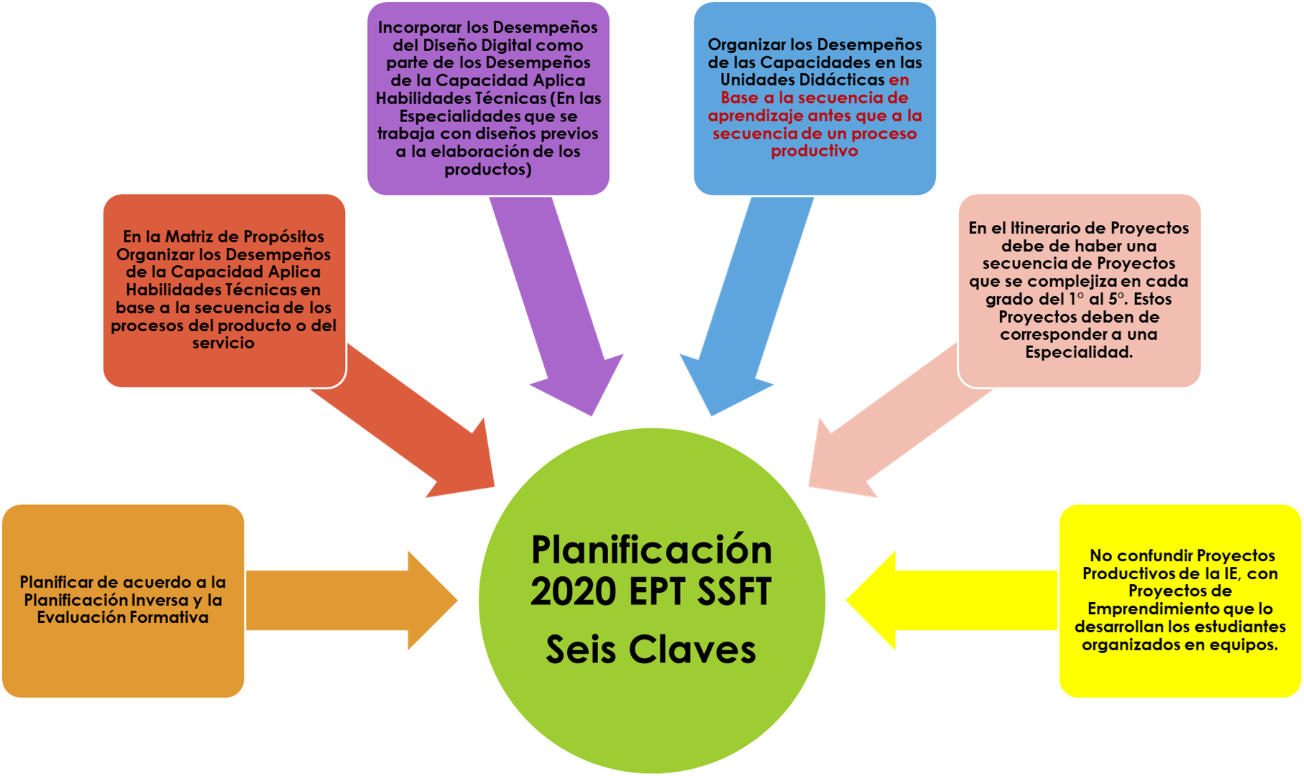 Incorporar los Desempeños
del Diseño Digital como
parte de los Desempeños
de la Capacidad Aplica
Habilidades Técnicas (En las
Especialidades que se
trabaja con diseños previos
a la elaboración de los
productos)
Organizar los Desempeños
de las Capacidades en las
Unidades Didácticas en
Base a la secuencia de
aprendizaje antes que a la
secuencia de un proceso
productivo
En la Matriz de Propósitos
Organizar los Desempeños
de la Capacidad Aplica
Habilidades Técnicas en
base a la secuencia de los
procesos del producto o del
servicio
En el Itinerario de Proyectos
debe de haber una
secuencia de Proyectos
que se complejiza en cada
grado del 1° al 5°. Estos
Proyectos deben de
corresponder a una
Especialidad.
Planificar de acuerdo a la
Planificación Inversa y la
Evaluación Formativa
Planificación
2020 EPT SSFT
Seis Claves
No confundir Proyectos
Productivos de la IE, con
Proyectos de
Emprendimiento que lo
desarrollan los estudiantes
organizados en equipos.